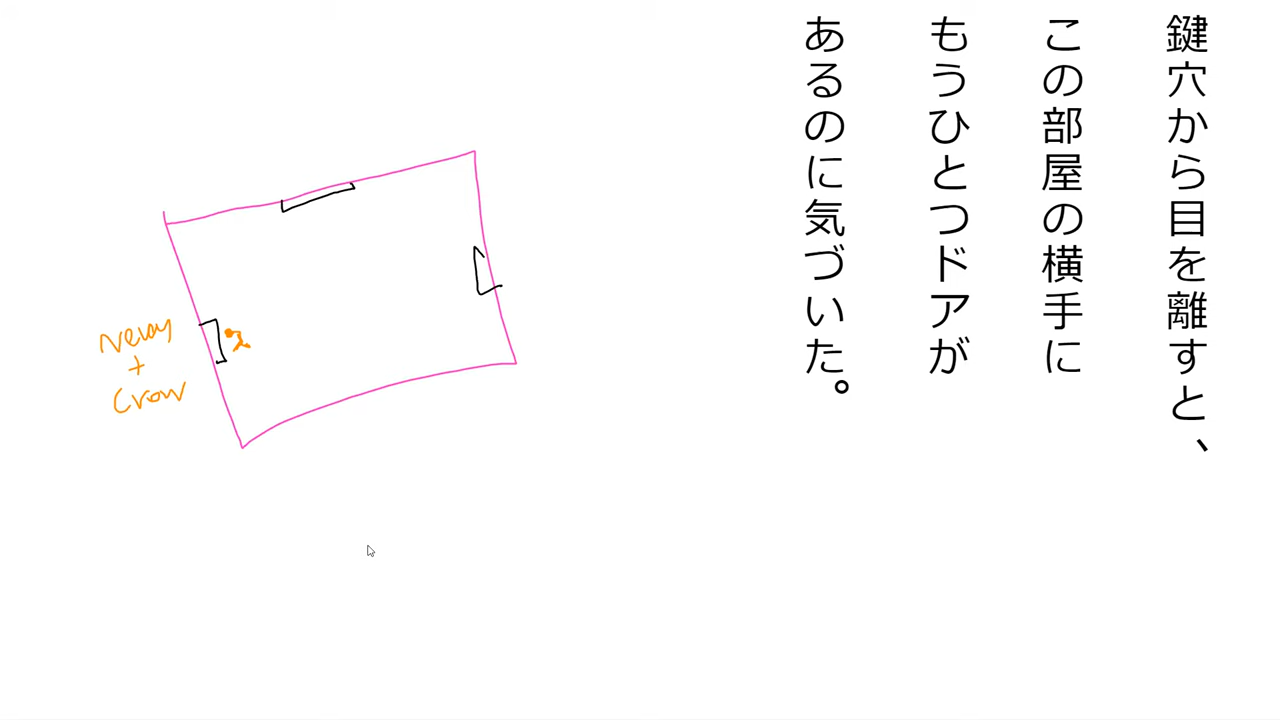 鍵穴から目を離すと、
この部屋の横手に
もうひとつドアが
あるのに気づいた。
+
Crow